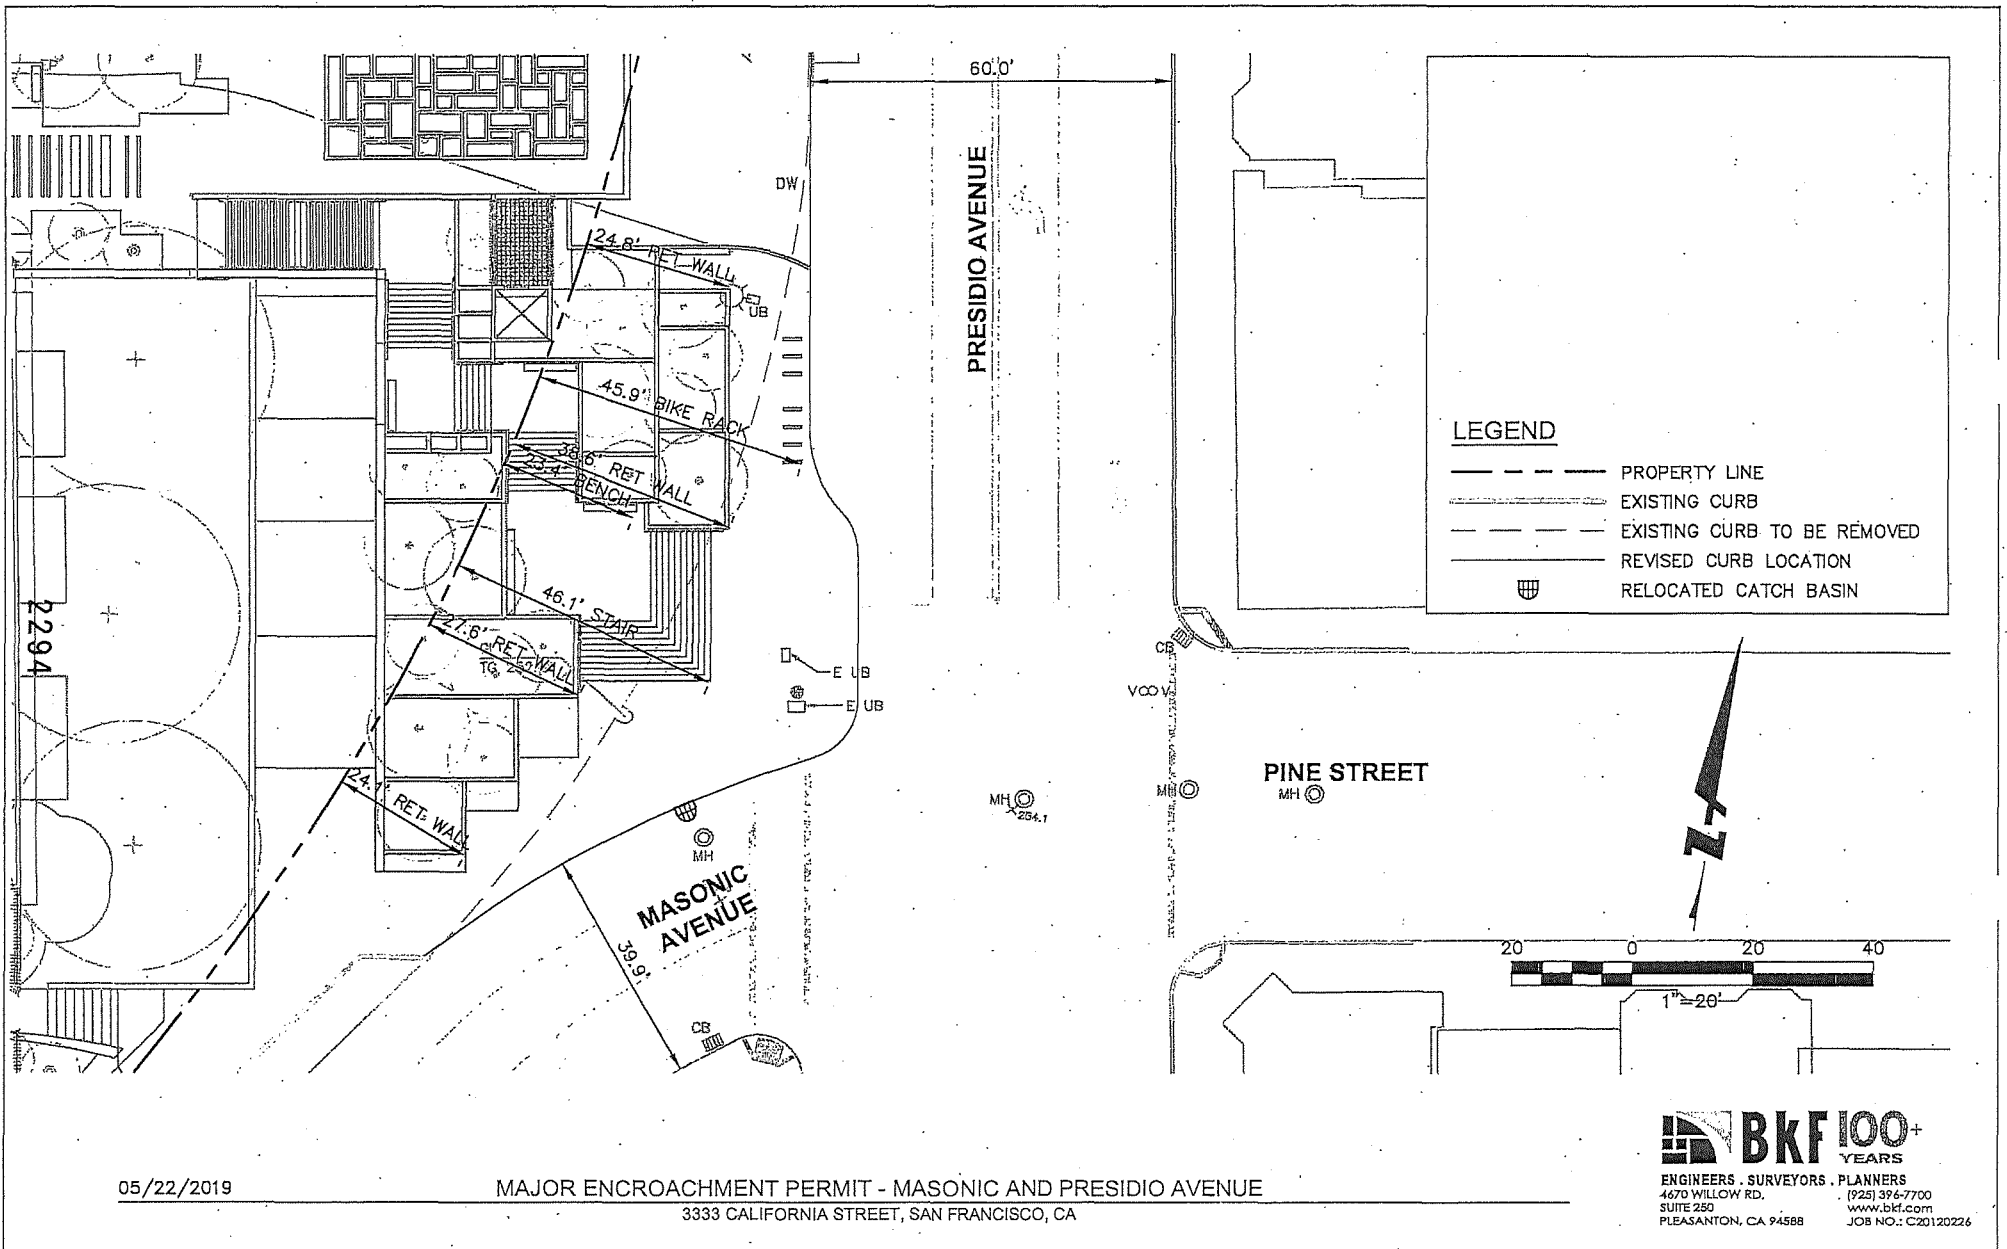 60.0'
DW
PRESIDIO AVENUE
24.8' RET WALL
UB
45.9' BIKE RACK
38.6' RET WALL
23.4' BENCH
LEGEND
PROPERTY LINE
EXISTING CURB
EXISTING CURB TO BE REMOVED
REVISED CURB LOCATION
RELOCATED CATCH BASIN
2294
46.1' STAIR
27.6' RET WALL
TG
CB
E UB
VOOV
E UB
PINE STREET
MH
MH
MH
254.1
24.1' RET WALL
MH
MASONIC
AVENUE
39.9'
CB
N
20 0 20 40
1"=20'
BKF 100+
YEARS
ENGINEERS . SURVEYORS . PLANNERS
4670 WILLOW RD. (925) 396-7700
SUITE 250 www.bkf.com
PLEASANTON, CA 94588 JOB NO.: C20120226
05/22/2019
MAJOR ENCROACHMENT PERMIT - MASONIC AND PRESIDIO AVENUE
3333 CALIFORNIA STREET, SAN FRANCISCO, CA